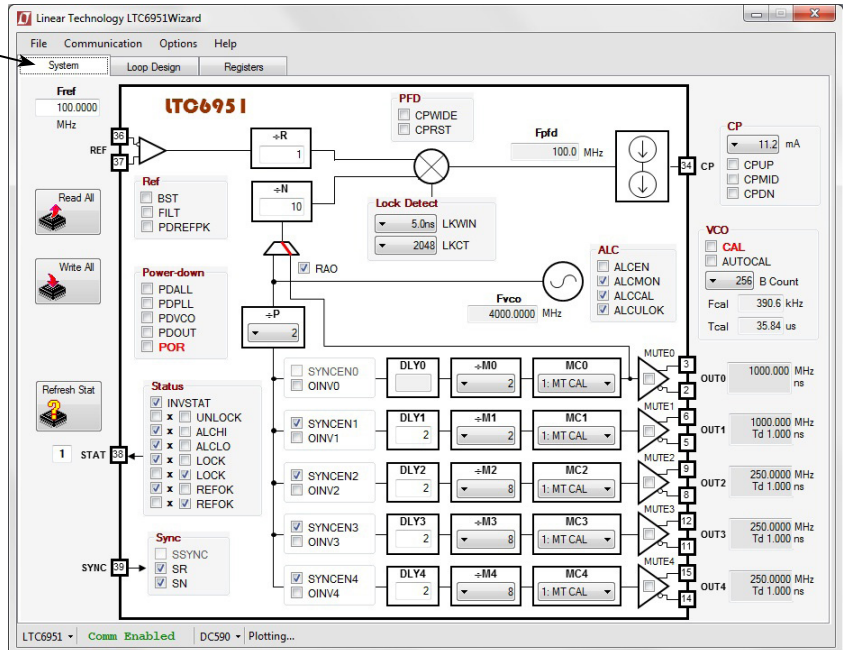 Linear Technology LTC6951Wizard
File Communication Options Help
System Loop Design Registers
Fref
100.0000
MHz
LTC6951
36
37
REF
÷R
1
PFD
CPWIDE
CPRST
Fpfd
100.0 MHz
34 CP
CP
11.2 mA
CPUP
CPMID
CPDN
Read All
Ref
BST
FILT
PDREFPK
÷N
10
Lock Detect
5.0ns LKWIN
2048 LKCT
VCO
CAL
AUTOCAL
256 B Count
Fcal 390.6 kHz
Tcal 35.84 us
Write All
RAO
Power-down
PDALL
PDPLL
PDVCO
PDOUT
POR
÷P
2
Fvco
4000.0000 MHz
ALC
ALCEN
ALCMON
ALCCAL
ALCULOK
Refresh Stat
1 STAT 38
Status
INVSTAT
x UNLOCK
x ALCHI
x ALCLO
x LOCK
x LOCK
x REFOK
x REFOK
SYNC 39
Sync
SSYNC
SR
SN
SYNCEN0
OINV0
DLY0
÷M0
2
MC0
1: MT CAL
MUTE0
3
2
OUT0
1000.000 MHz
ns
SYNCEN1
OINV1
DLY1
2
÷M1
2
MC1
1: MT CAL
MUTE1
6
5
OUT1
1000.000 MHz
Td 1.000 ns
SYNCEN2
OINV2
DLY2
2
÷M2
8
MC2
1: MT CAL
MUTE2
9
8
OUT2
250.0000 MHz
Td 1.000 ns
SYNCEN3
OINV3
DLY3
2
÷M3
8
MC3
1: MT CAL
MUTE3
12
11
OUT3
250.0000 MHz
Td 1.000 ns
SYNCEN4
OINV4
DLY4
2
÷M4
8
MC4
1: MT CAL
MUTE4
15
14
OUT4
250.0000 MHz
Td 1.000 ns
LTC6951 Comm Enabled DC590 Plotting...